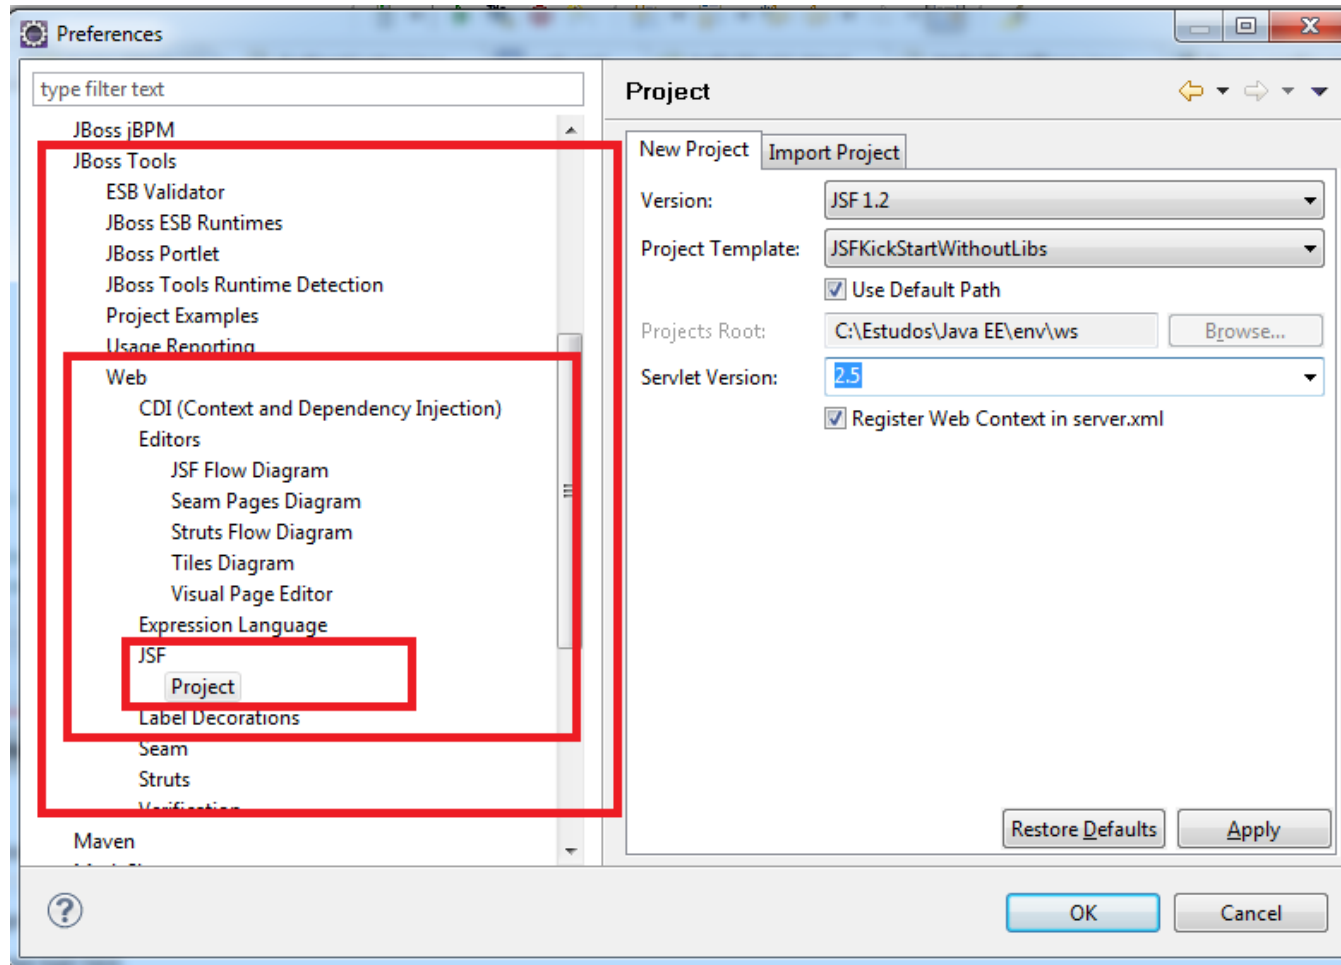 Preferences
type filter text
JBoss jBPM
JBoss Tools
ESB Validator
JBoss ESB Runtimes
JBoss Portlet
JBoss Tools Runtime Detection
Project Examples
Usage Reporting
Web
CDI (Context and Dependency Injection)
Editors
JSF Flow Diagram
Seam Pages Diagram
Struts Flow Diagram
Tiles Diagram
Visual Page Editor
Expression Language
JSF
Project
Label Decorations
Seam
Struts
Verification
Maven
Project
New Project
Import Project
Version: JSF 1.2
Project Template: JSFKickStartWithoutLibs
Use Default Path
Projects Root: C:\Estudos\Java EE\env\ws Browse...
Servlet Version: 2.5
Register Web Context in server.xml
Restore Defaults Apply
OK Cancel